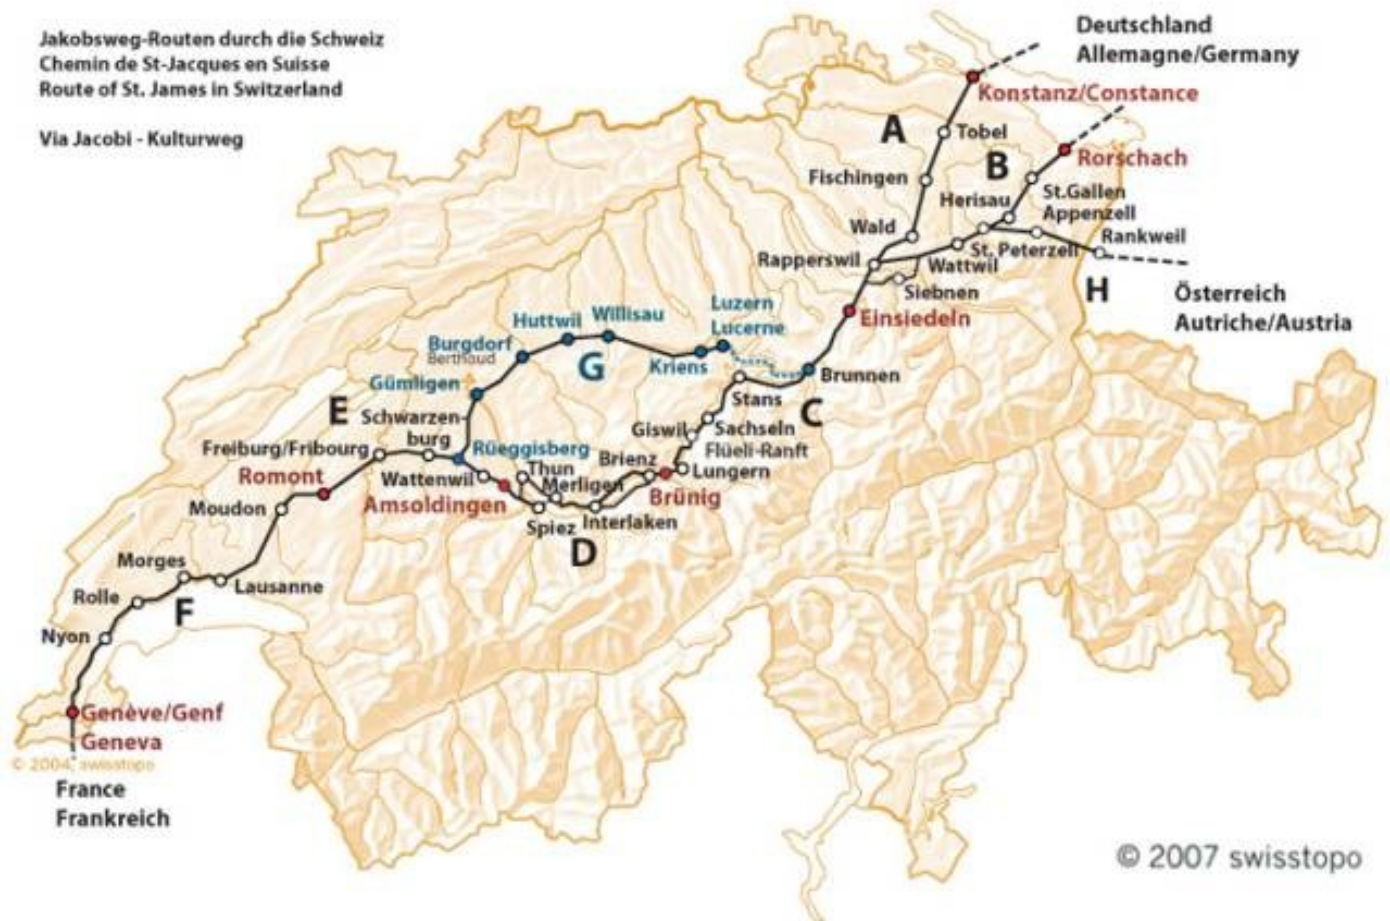 Jakobsweg-Routen durch die Schweiz
Chemin de St-Jacques en Suisse
Route of St. James in Switzerland
Via Jacobi - Kulturweg
Deutschland
Allemagne/Germany
Konstanz/Constance
A
Tobel
B
Rorschach
Fischingen
St.Gallen
Herisau
Appenzell
Wald
Rankweil
St. Peterzell
Rapperswil
Wattwil
H
Siebnen
Österreich
Autriche/Austria
Einsiedeln
Luzern
Lucerne
Huttwil
Willisau
Burgdorf
Berthoud
G
Kriens
Brunnen
Gümligen
Stans
C
E
Schwarzen-
burg
Giswil
Sachseln
Flüeli-Ranft
Freiburg/Fribourg
Rüeggisberg
Brienz
Lungern
Thun
Romont
Wattenwil
Merligen
Brünig
Amsoldingen
Moudon
Spiez
Interlaken
D
Morges
Lausanne
Rolle
F
Nyon
Genève/Genf
Geneva
© 2004, swisstopo
France
Frankreich
© 2007 swisstopo